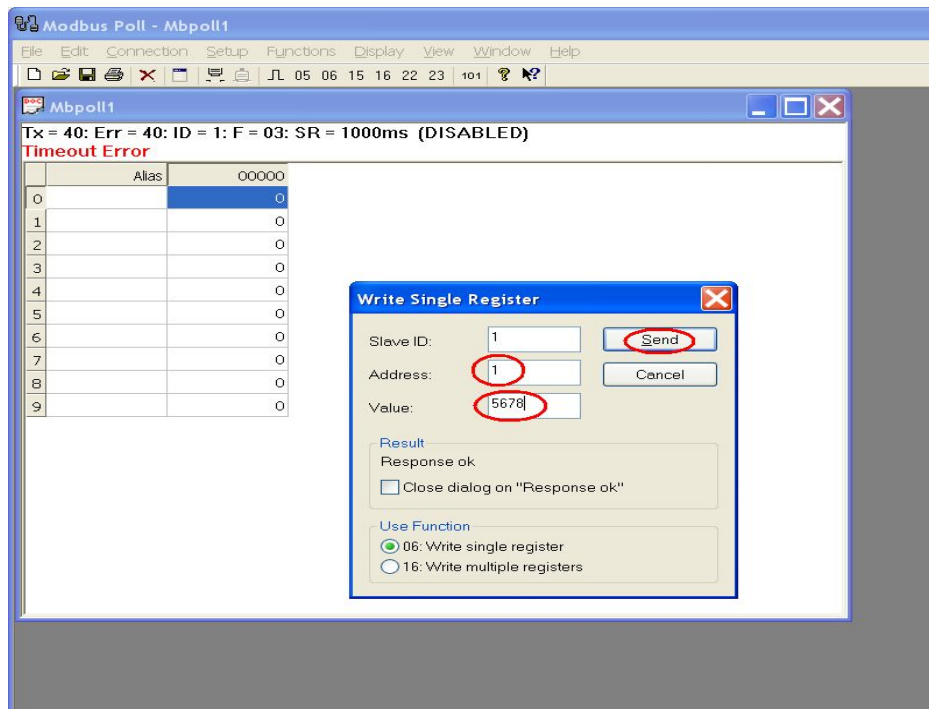 Modbus Poll - Mbpoll1
File Edit Connection Setup Functions Display View Window Help
05 06 15 16 22 23 101
Mbpoll1
Tx = 40: Err = 40: ID = 1: F = 03: SR = 1000ms (DISABLED)
Timeout Error
Alias 00000
0 0
1 0
2 0
3 0
4 0
5 0
6 0
7 0
8 0
9 0
Write Single Register
Slave ID: 1 Send
Address: 1 Cancel
Value: 5678
Result
Response ok
Close dialog on "Response ok"
Use Function
06: Write single register
16: Write multiple registers